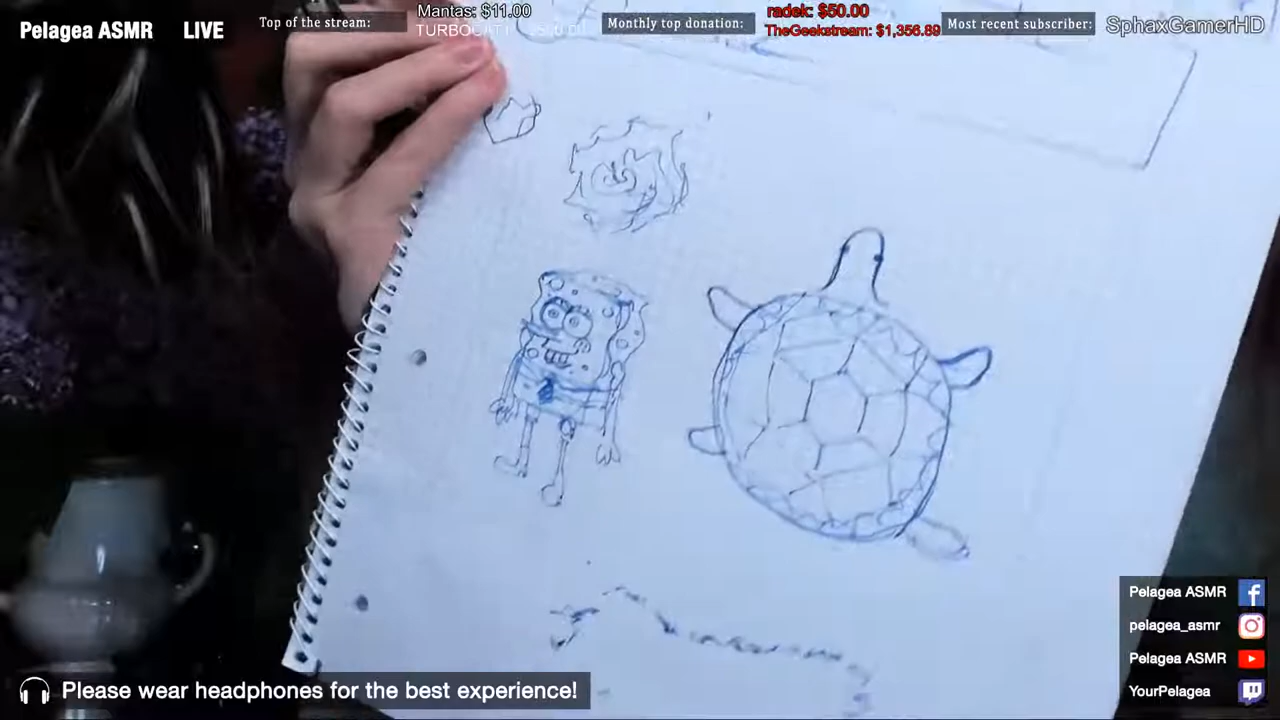 Pelagea ASMR LIVE
Top of the stream:
Mantas: $11.00
Monthly top donation:
radek: $50.00
TheGeekstream: $1,356.89
Most recent subscriber:
SphaxGamerHD
Pelagea ASMR
pelagea_asmr
Pelagea ASMR
YourPelagea
Please wear headphones for the best experience!